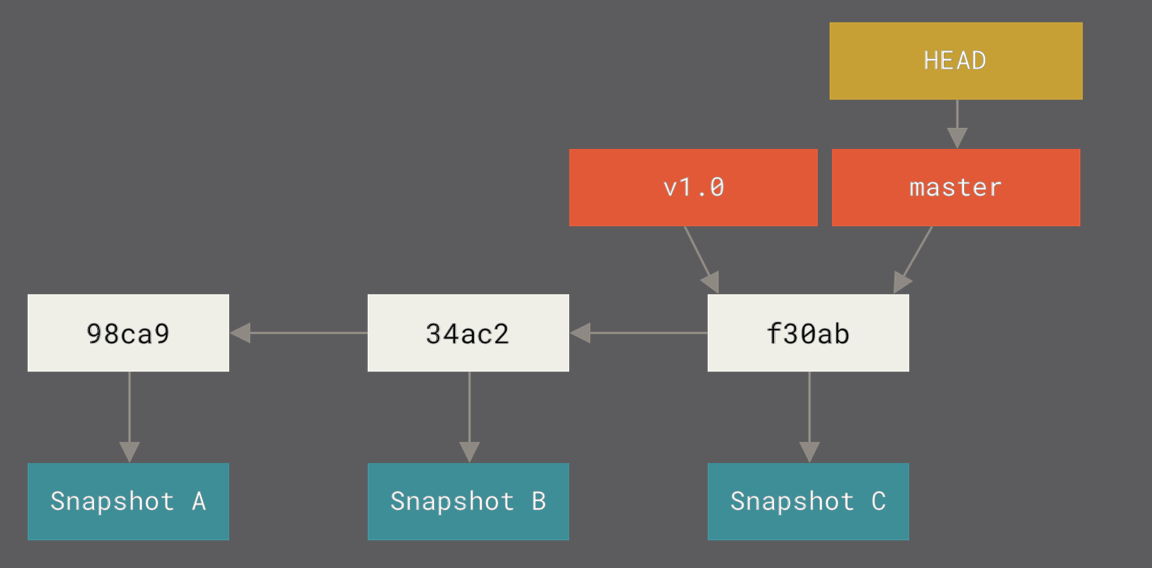 HEAD
v1.0
master
98ca9
34ac2
f30ab
Snapshot A
Snapshot B
Snapshot C